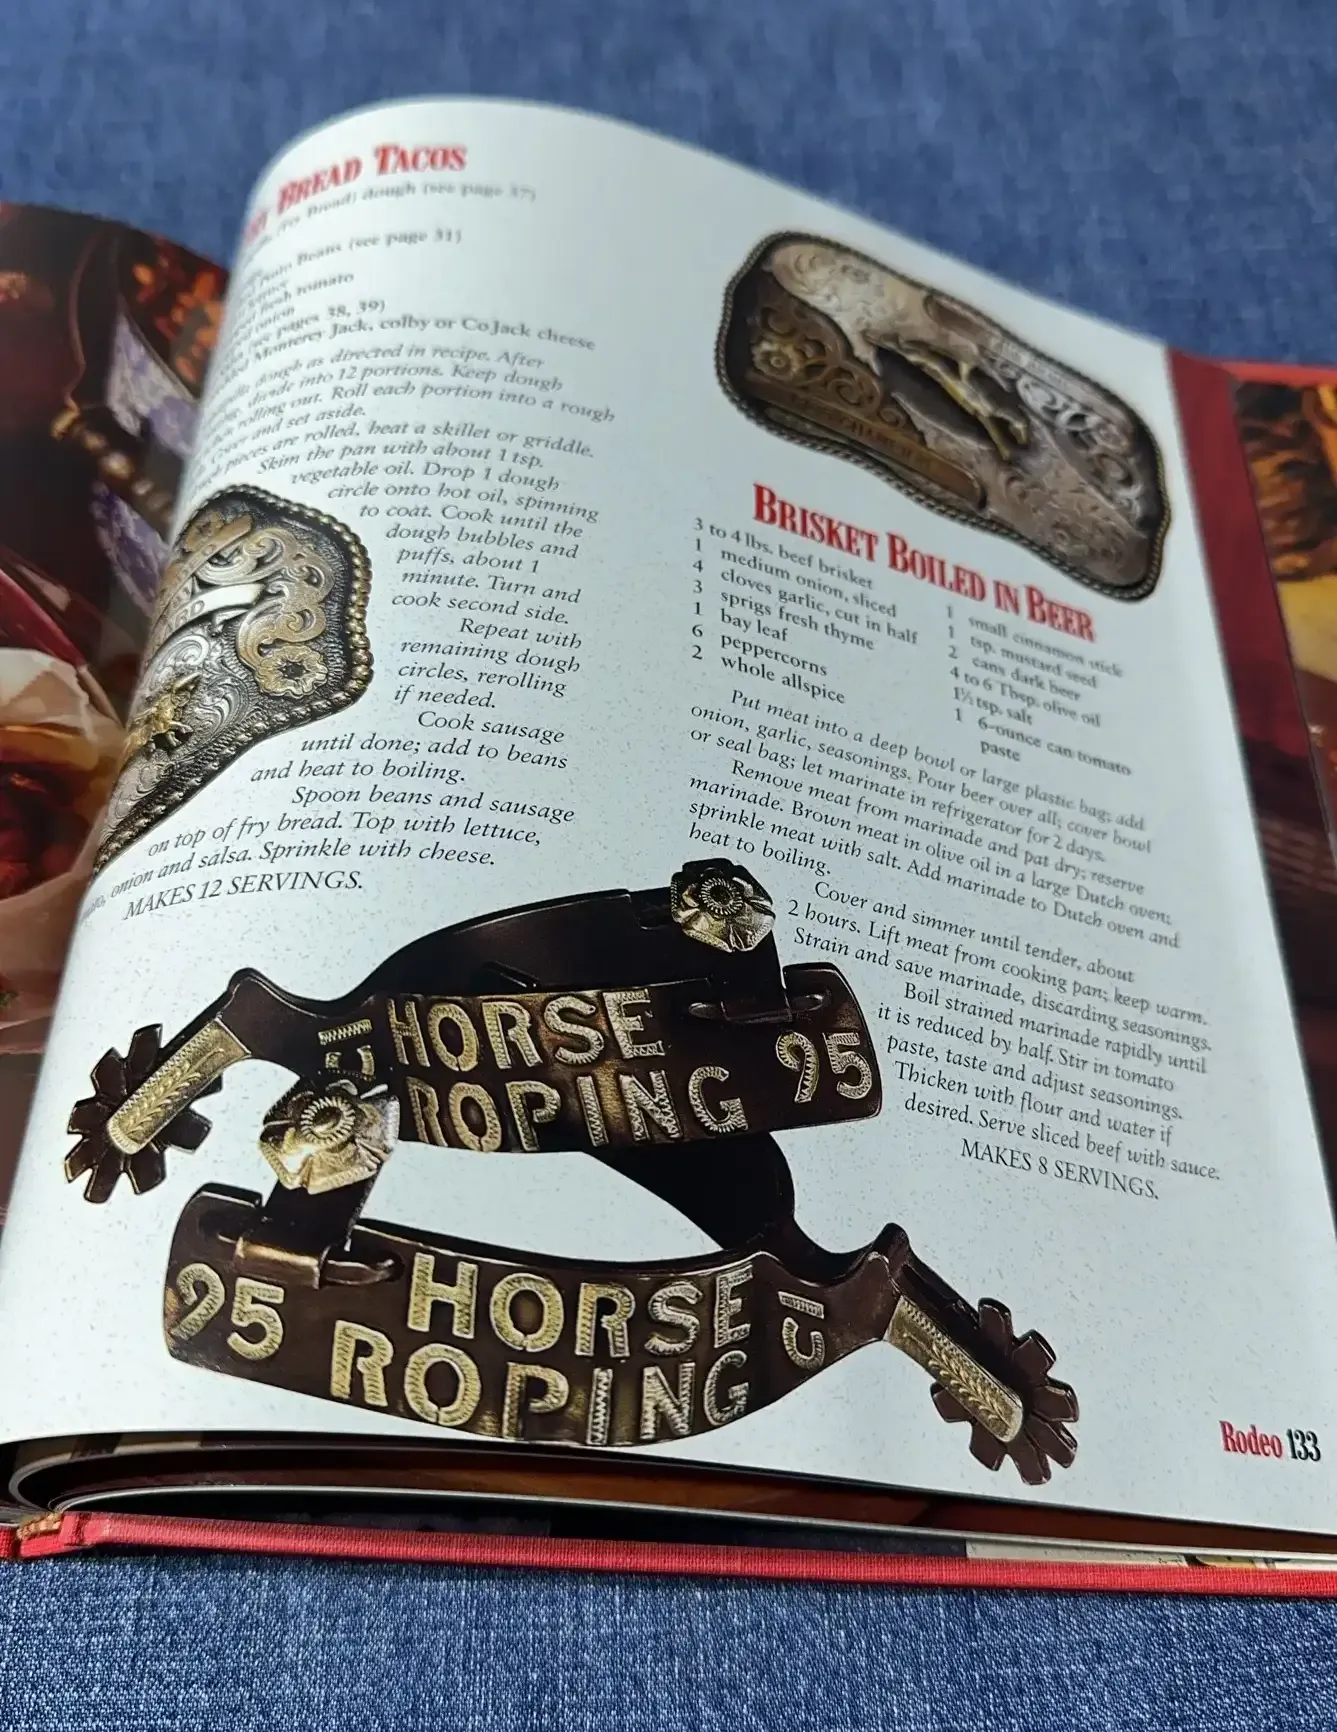 BREAD TACOS
Bread) dough (see page 37)
Beans (see page 31)
lettuce
fresh tomato
onion
(see pages 38, 39)
Monterey Jack, colby or CoJack cheese
dough as directed in recipe. After
divide into 12 portions. Keep dough
rolling out. Roll each portion into a rough
Cover and set aside.
pieces are rolled, heat a skillet or griddle.
Skim the pan with about 1 tsp.
vegetable oil. Drop 1 dough
circle onto hot oil, spinning
to coat. Cook until the
dough bubbles and
puffs, about 1
minute. Turn and
cook second side.
Repeat with
remaining dough
circles, rerolling
if needed.
Cook sausage
until done; add to beans
and heat to boiling.
Spoon beans and sausage
on top of fry bread. Top with lettuce,
onion and salsa. Sprinkle with cheese.
MAKES 12 SERVINGS.
BRISKET BOILED IN BEER
3 to 4 lbs. beef brisket
1 medium onion, sliced
4 cloves garlic, cut in half
3 sprigs fresh thyme
1 bay leaf
6 peppercorns
2 whole allspice
1 small cinnamon stick
1 tsp. mustard seed
2 cans dark beer
4 to 6 Tbsp. olive oil
1½ tsp. salt
1 6-ounce can tomato
paste
Put meat into a deep bowl or large plastic bag; add
onion, garlic, seasonings. Pour beer over all; cover bowl
or seal bag; let marinate in refrigerator for 2 days.
Remove meat from marinade and pat dry; reserve
marinade. Brown meat in olive oil in a large Dutch oven;
sprinkle meat with salt. Add marinade to Dutch oven and
heat to boiling.
Cover and simmer until tender, about
2 hours. Lift meat from cooking pan; keep warm.
Strain and save marinade, discarding seasonings.
Boil strained marinade rapidly until
it is reduced by half. Stir in tomato
paste, taste and adjust seasonings.
Thicken with flour and water if
desired. Serve sliced beef with sauce.
MAKES 8 SERVINGS.
HORSE
ROPING
95
95
HORSE
ROPING
Rodeo 133